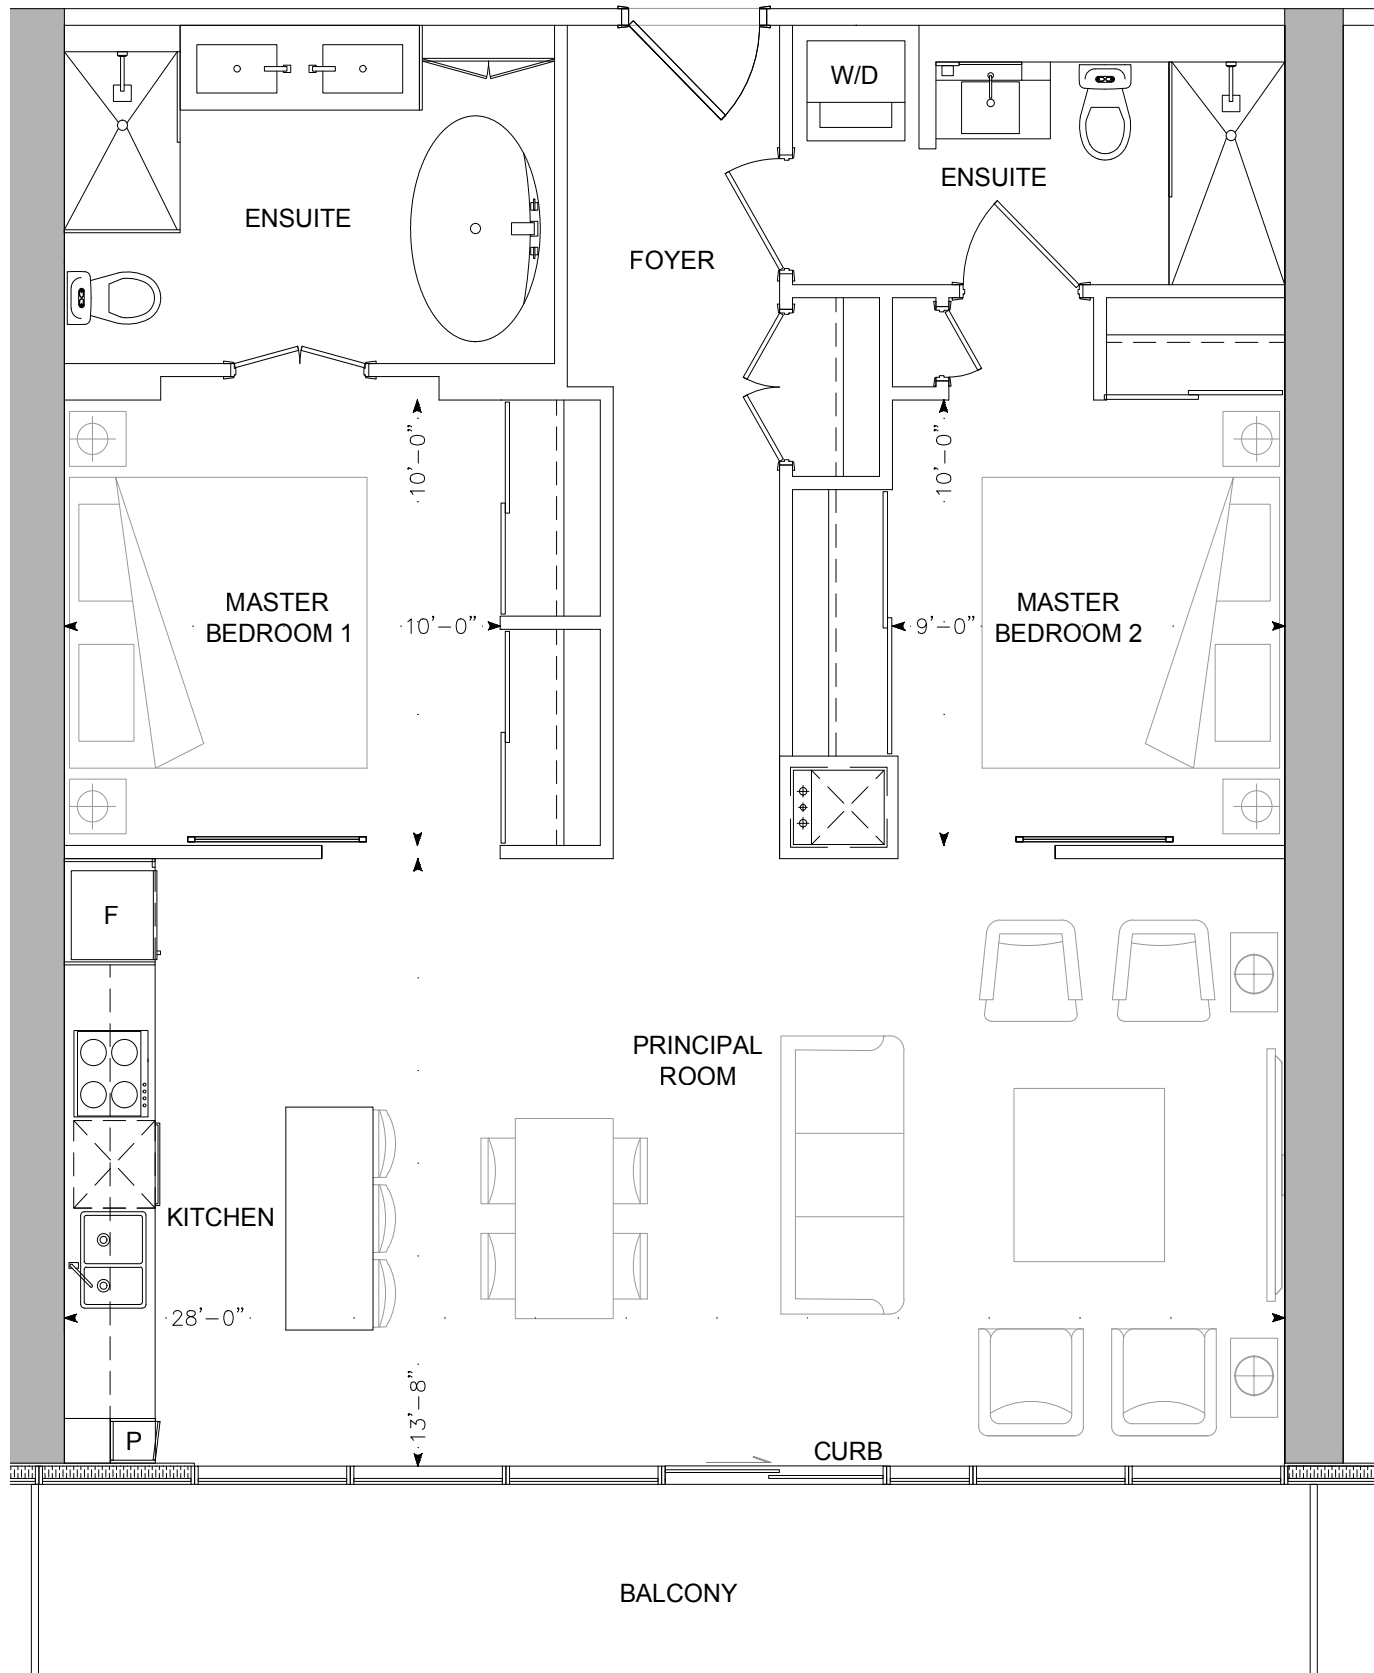 W/D
ENSUITE
ENSUITE
FOYER
10'-0"
10'-0"
MASTER
BEDROOM 1
10'-0"
9'-0"
MASTER
BEDROOM 2
F
PRINCIPAL
ROOM
KITCHEN
28'-0"
13'-8"
P
CURB
BALCONY